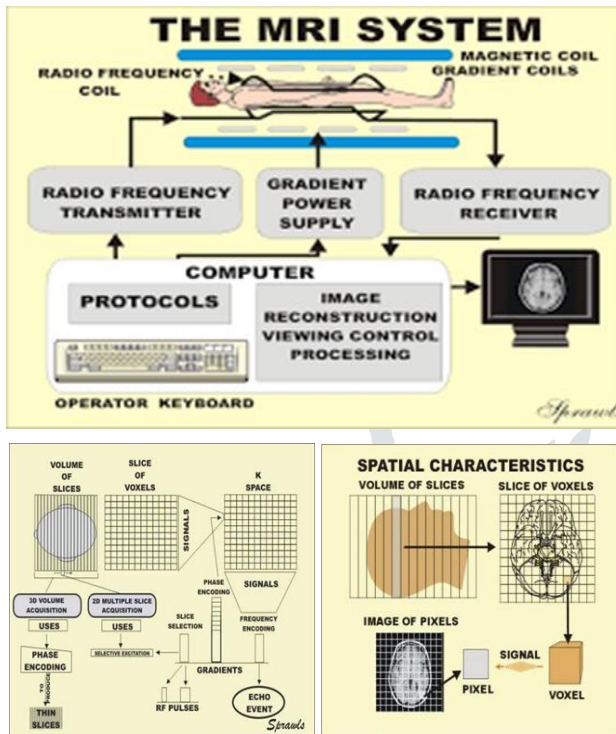 THE MRI SYSTEM
RADIO FREQUENCY
COIL
MAGNETIC COIL
GRADIENT COILS
RADIO FREQUENCY
TRANSMITTER
GRADIENT
POWER
SUPPLY
RADIO FREQUENCY
RECEIVER
COMPUTER
PROTOCOLS
IMAGE
RECONSTRUCTION
VIEWING CONTROL
PROCESSING
OPERATOR KEYBOARD
Sprawls
VOLUME
OF
SLICES
SLICE
OF
VOXELS
K
SPACE
SIGNALS
SIGNALS
PHASE
ENCODING
3D VOLUME
ACQUISITION
2D MULTIPLE SLICE
ACQUISITION
SLICE
SELECTION
FREQUENCY
ENCODING
USES
USES
PHASE
ENCODING
SELECTIVE EXCITATION
GRADIENTS
TO
PRODUCE
THIN
SLICES
RF PULSES
ECHO
EVENT
Sprawls
SPATIAL CHARACTERISTICS
VOLUME OF SLICES
SLICE OF VOXELS
IMAGE OF PIXELS
SIGNAL
PIXEL
VOXEL